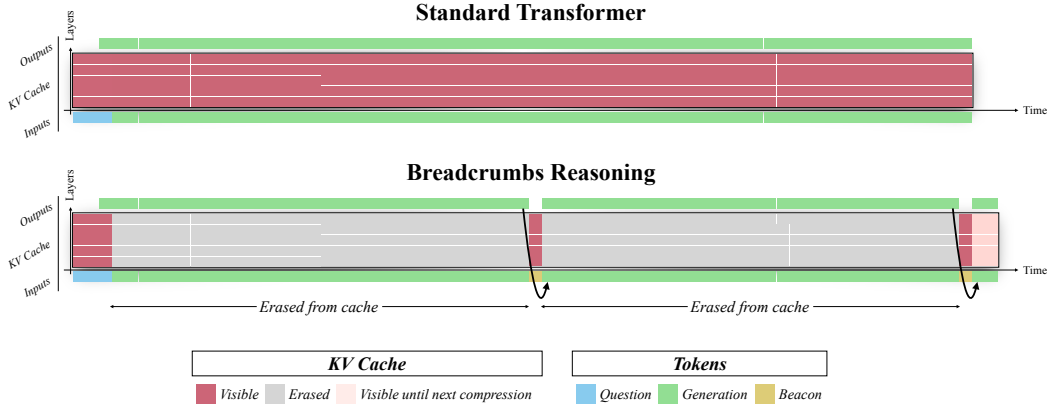 Standard Transformer
Layers
Outputs
KV Cache
Inputs
Time
Breadcrumbs Reasoning
Layers
Outputs
KV Cache
Inputs
Time
Erased from cache
Erased from cache
KV Cache
Tokens
Visible
Erased
Visible until next compression
Question
Generation
Beacon